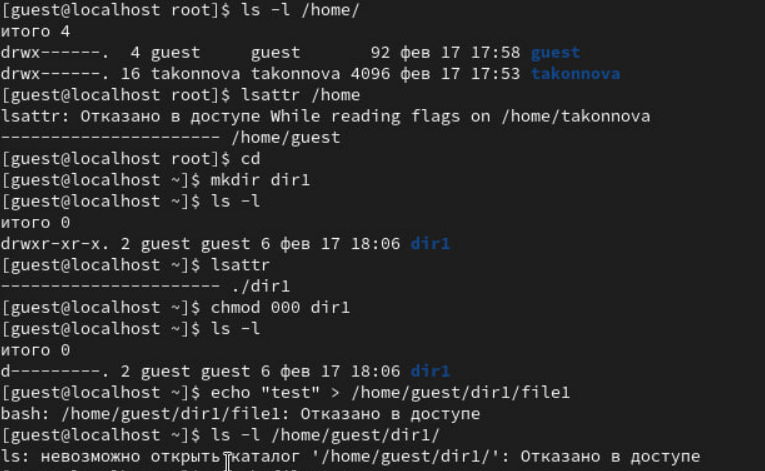 [guest@localhost root]$ ls -l /home/
итого 4
drwx------.  4 guest     guest       92 фев 17 17:58 guest
drwx------. 16 takonnova takonnova 4096 фев 17 17:53 takonnova
[guest@localhost root]$ lsattr /home
lsattr: Отказано в доступе While reading flags on /home/takonnova
---------------------- /home/guest
[guest@localhost root]$ cd
[guest@localhost ~]$ mkdir dir1
[guest@localhost ~]$ ls -l
итого 0
drwxr-xr-x. 2 guest guest 6 фев 17 18:06 dir1
[guest@localhost ~]$ lsattr
---------------------- ./dir1
[guest@localhost ~]$ chmod 000 dir1
[guest@localhost ~]$ ls -l
итого 0
d---------. 2 guest guest 6 фев 17 18:06 dir1
[guest@localhost ~]$ echo "test" > /home/guest/dir1/file1
bash: /home/guest/dir1/file1: Отказано в доступе
[guest@localhost ~]$ ls -l /home/guest/dir1/
ls: невозможно открыть каталог '/home/guest/dir1/': Отказано в доступе